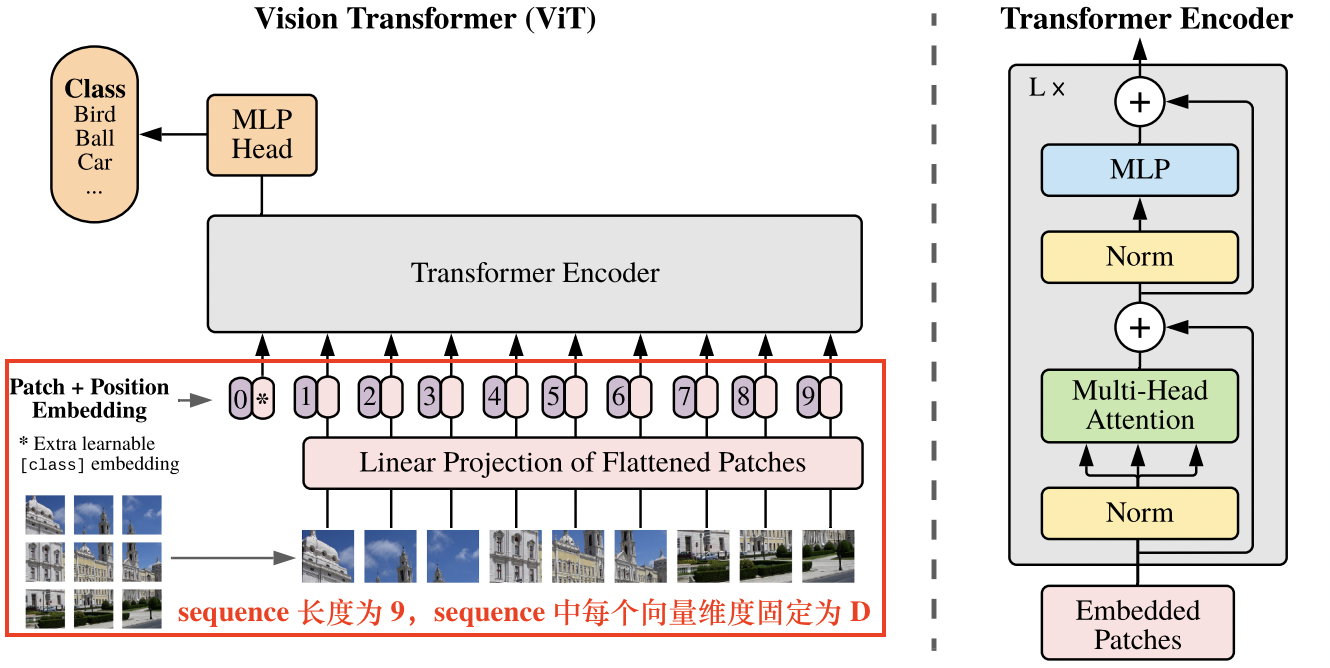 Vision Transformer (ViT)
Class
Bird
Ball
Car
...
MLP
Head
Transformer Encoder
Patch + Position
Embedding
0 * 1 2 3 4 5 6 7 8 9
* Extra learnable
[class] embedding
Linear Projection of Flattened Patches
sequence 长度为 9，sequence 中每个向量维度固定为 D
Transformer Encoder
L ×
+
MLP
Norm
+
Multi-Head
Attention
Norm
Embedded
Patches